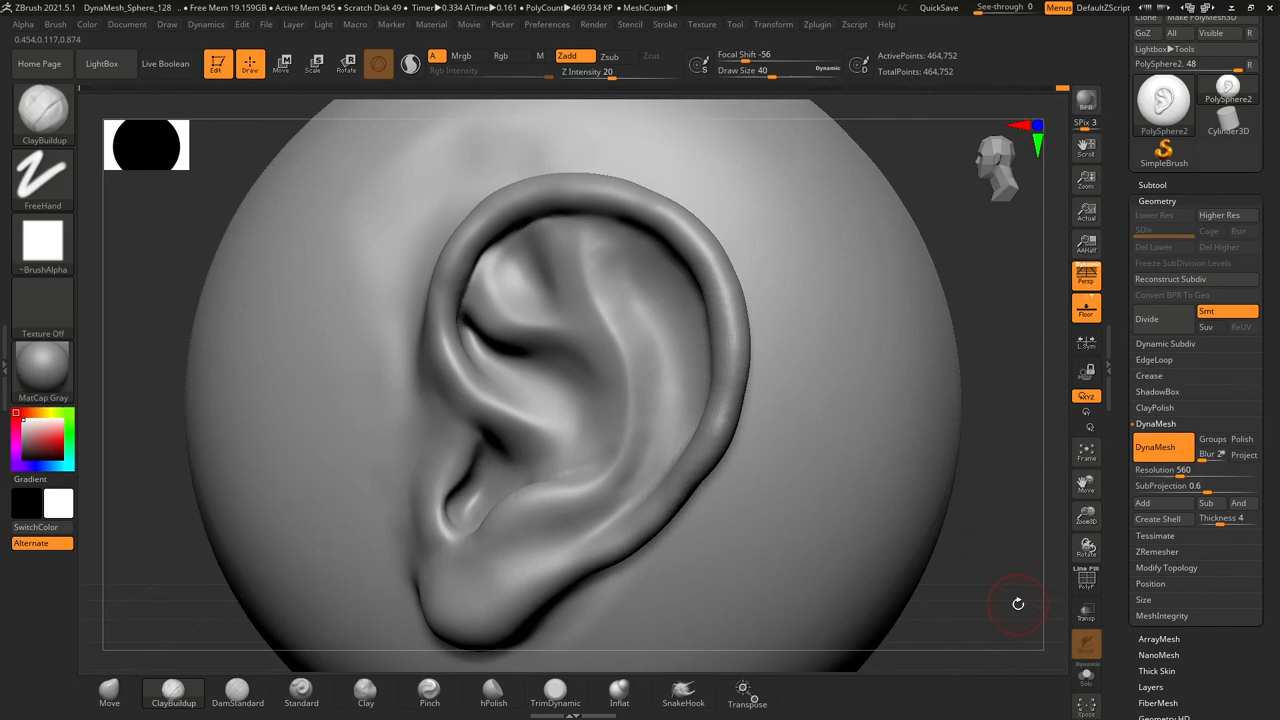 ZBrush 2021.5.1 DynaMesh_Sphere_128 .. • Free Mem 19.159GB • Active Mem 945 • Scratch Disk 49 • Timer▶0.334 ATime▶0.161 • PolyCount▶469.934 KP • MeshCount▶1 AC QuickSave See-through 0 Menus DefaultZScript
Alpha Brush Color Document Draw Dynamics Edit File Layer Light Macro Marker Material Movie Picker Preferences Render Stencil Stroke Texture Tool Transform Zplugin Zscript Help
0.454,0.117,0.874
Home Page LightBox Live Boolean Edit Draw Move Scale Rotate A Mrgb Rgb M Zadd Zsub Zcut
Rgb Intensity Z Intensity 20
Focal Shift -56
Draw Size 40 Dynamic
S D
ActivePoints: 464,752
TotalPoints: 464,752
ClayBuildup
FreeHand
~BrushAlpha
Texture Off
MatCap Gray
Gradient
SwitchColor
Alternate
BPR
SPix 3
Scroll
Zoom
Actual
AAHalf
Dynamic
Persp
Floor
L.Sym
XYZ
Frame
Move
Zoom3D
Rotate
Line Fill
PolyF
Transp
Ghost
Dynamic
Solo
Xpose
Clone Make PolyMesh3D
GoZ All Visible R
Lightbox▶Tools
PolySphere2. 48 R
PolySphere2 PolySphere2
Cylinder3D
SimpleBrush
Subtool
Geometry
Lower Res Higher Res
SDiv Cage Rstr
Del Lower Del Higher
Freeze SubDivision Levels
Reconstruct Subdiv
Convert BPR To Geo
Divide Smt
Suv ReUV
Dynamic Subdiv
EdgeLoop
Crease
ShadowBox
ClayPolish
DynaMesh
DynaMesh Groups Polish
Blur 2 Project
Resolution 560
SubProjection 0.6
Add Sub And
Create Shell Thickness 4
Tessimate
ZRemesher
Modify Topology
Position
Size
MeshIntegrity
ArrayMesh
NanoMesh
Thick Skin
Layers
FiberMesh
Geometry HD
Move ClayBuildup DamStandard Standard Clay Pinch hPolish TrimDynamic Inflat SnakeHook Transpose